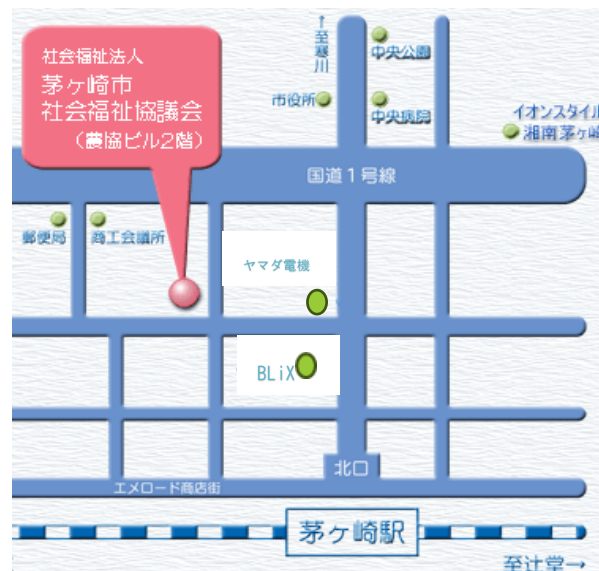 社会福祉法人
茅ヶ崎市
社会福祉協議会
（農協ビル2階）
↑至寒川
中央公園
市役所
中央病院
イオンスタイル
湘南茅ヶ崎
国道1号線
郵便局
商工会議所
ヤマダ電機
BLiX
北口
エメロード商店街
茅ヶ崎駅
至辻堂→